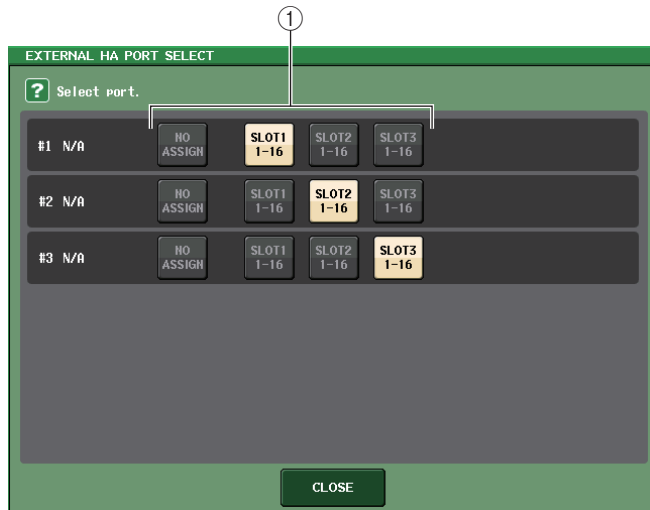 ①
EXTERNAL HA PORT SELECT
? Select port.
#1 N/A NO ASSIGN SLOT1 1-16 SLOT2 1-16 SLOT3 1-16
#2 N/A NO ASSIGN SLOT1 1-16 SLOT2 1-16 SLOT3 1-16
#3 N/A NO ASSIGN SLOT1 1-16 SLOT2 1-16 SLOT3 1-16
CLOSE